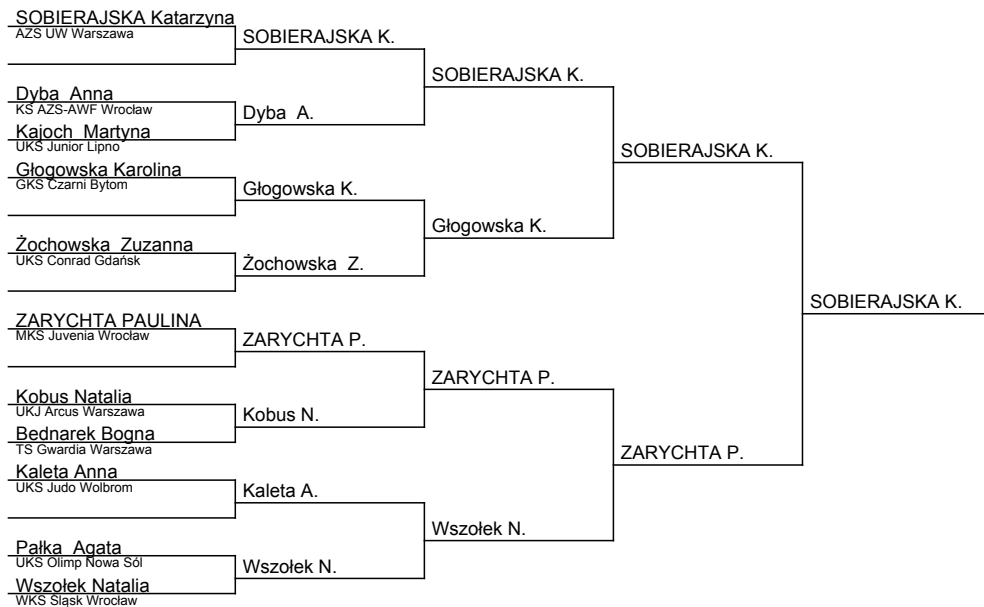 SOBIERAJSKA Katarzyna
AZS UW Warszawa
Dyba Anna
KS AZS-AWF Wrocław
Kajoch Martyna
UKS Junior Lipno
Głogowska Karolina
GKS Czarni Bytom
Żochowska Zuzanna
UKS Conrad Gdańsk
ZARYCHTA PAULINA
MKS Juvenia Wrocław
Kobus Natalia
UKJ Arcus Warszawa
Bednarek Bogna
TS Gwardia Warszawa
Kaleta Anna
UKS Judo Wolbrom
Pałka Agata
UKS Olimp Nowa Sól
Wszołek Natalia
WKS Śląsk Wrocław
SOBIERAJSKA K.
Dyba A.
Głogowska K.
Żochowska Z.
ZARYCHTA P.
Kobus N.
Kaleta A.
Wszołek N.
SOBIERAJSKA K.
Głogowska K.
ZARYCHTA P.
Wszołek N.
SOBIERAJSKA K.
ZARYCHTA P.
SOBIERAJSKA K.